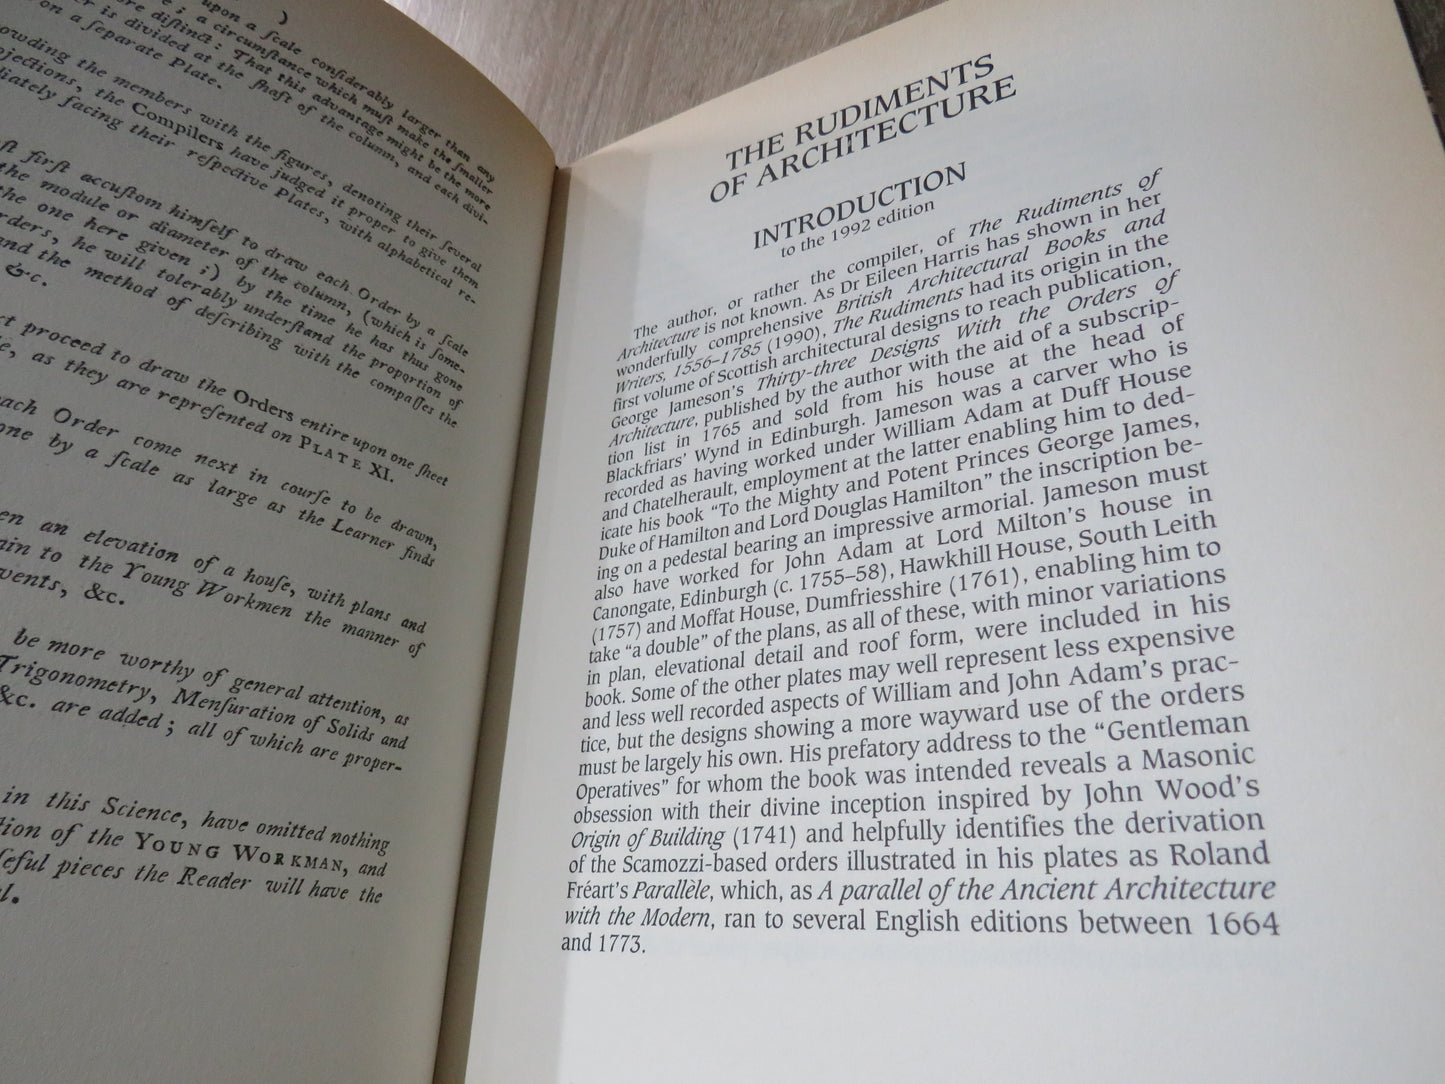 upon a ſcale conſiderably larger than any
; a circumſtance which muſt make the ſmaller
more diſtinct: That this advantage might be the more
is divided at the ſhaft of the column, and each divi-
on a ſeparate Plate.
owding the members with the figures, denoting their ſeveral
ojections, the Compilers have judged it proper to give them
diately facing their reſpective Plates, with alphabetical re-
ſt firſt accuſtom himſelf to draw each Order by a ſcale
the module or diameter of the column, (which is ſome-
the one here given ;) by the time he has thus gone
rders, he will tolerably underſtand the proportion of
and the method of deſcribing with the compaſſes the
&c.
ct proceed to draw the Orders entire upon one ſheet
, as they are repreſented on PLATE XI.
each Order come next in courſe to be drawn,
one by a ſcale as large as the Learner finds
en an elevation of a houſe, with plans and
ain to the Young Workmen the manner of
vents, &c.
be more worthy of general attention, as
Trigonometry, Menſuration of Solids and
&c. are added; all of which are proper-
in this Science, have omitted nothing
tion of the YOUNG WORKMAN, and
ſeful pieces the Reader will have the
l.
THE RUDIMENTS
OF ARCHITECTURE
INTRODUCTION
to the 1992 edition
The author, or rather the compiler, of The Rudiments of
Architecture is not known. As Dr Eileen Harris has shown in her
wonderfully comprehensive British Architectural Books and
Writers, 1556–1785 (1990), The Rudiments had its origin in the
first volume of Scottish architectural designs to reach publication,
George Jameson's Thirty-three Designs With the Orders of
Architecture, published by the author with the aid of a subscrip-
tion list in 1765 and sold from his house at the head of
Blackfriars' Wynd in Edinburgh. Jameson was a carver who is
recorded as having worked under William Adam at Duff House
and Chatelherault, employment at the latter enabling him to ded-
icate his book "To the Mighty and Potent Princes George James,
Duke of Hamilton and Lord Douglas Hamilton" the inscription be-
ing on a pedestal bearing an impressive armorial. Jameson must
also have worked for John Adam at Lord Milton's house in
Canongate, Edinburgh (c. 1755–58), Hawkhill House, South Leith
(1757) and Moffat House, Dumfriesshire (1761), enabling him to
take "a double" of the plans, as all of these, with minor variations
in plan, elevational detail and roof form, were included in his
book. Some of the other plates may well represent less expensive
and less well recorded aspects of William and John Adam's prac-
tice, but the designs showing a more wayward use of the orders
must be largely his own. His prefatory address to the "Gentleman
Operatives" for whom the book was intended reveals a Masonic
obsession with their divine inception inspired by John Wood's
Origin of Building (1741) and helpfully identifies the derivation
of the Scamozzi-based orders illustrated in his plates as Roland
Fréart's Parallèle, which, as A parallel of the Ancient Architecture
with the Modern, ran to several English editions between 1664
and 1773.